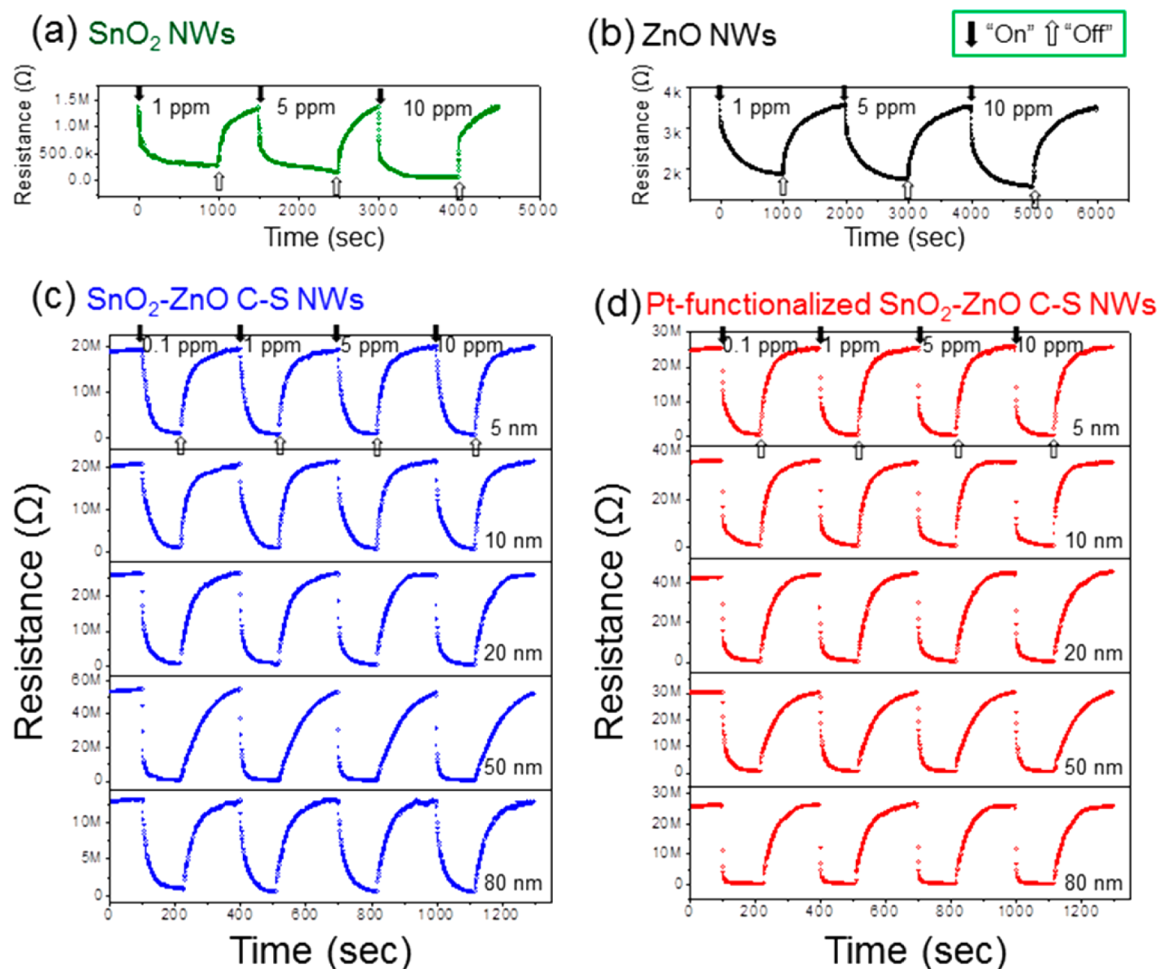 (a) SnO₂ NWs
Resistance (Ω)
1.5M
1.0M
500.0k
0.0
1 ppm 5 ppm 10 ppm
0 1000 2000 3000 4000 5000
Time (sec)
(b) ZnO NWs
"On" "Off"
Resistance (Ω)
4k
3k
2k
1 ppm 5 ppm 10 ppm
0 1000 2000 3000 4000 5000 6000
Time (sec)
(c) SnO₂-ZnO C-S NWs
Resistance (Ω)
0.1 ppm 1 ppm 5 ppm 10 ppm
20M
10M
0
5 nm
20M
10M
0
10 nm
20M
10M
0
20 nm
60M
40M
20M
0
50 nm
10M
5M
0
80 nm
0 200 400 600 800 1000 1200
Time (sec)
(d) Pt-functionalized SnO₂-ZnO C-S NWs
Resistance (Ω)
0.1 ppm 1 ppm 5 ppm 10 ppm
30M
20M
10M
0
5 nm
40M
20M
0
10 nm
40M
20M
0
20 nm
30M
20M
10M
0
50 nm
30M
20M
10M
0
80 nm
0 200 400 600 800 1000 1200
Time (sec)